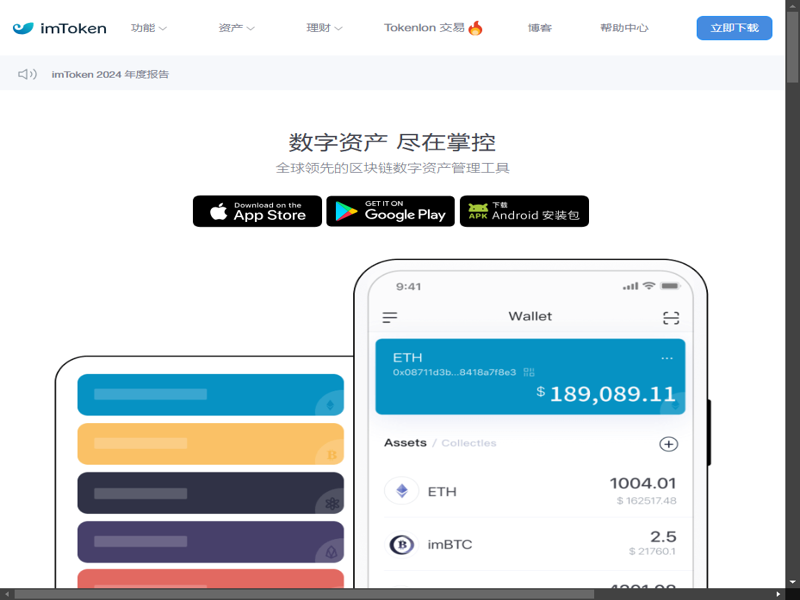 imToken 功能 资产 理财 Tokenlon 交易 博客 帮助中心 立即下载
imToken 2024 年度报告
数字资产 尽在掌控
全球领先的区块链数字资产管理工具
Download on the
App Store
GET IT ON
Google Play
下载
APK Android 安装包
9:41
Wallet
ETH
0x08711d3b...8418a7f8e3
$ 189,089.11
Assets / Collecties
ETH 1004.01
$ 162517.48
imBTC 2.5
$ 21760.1